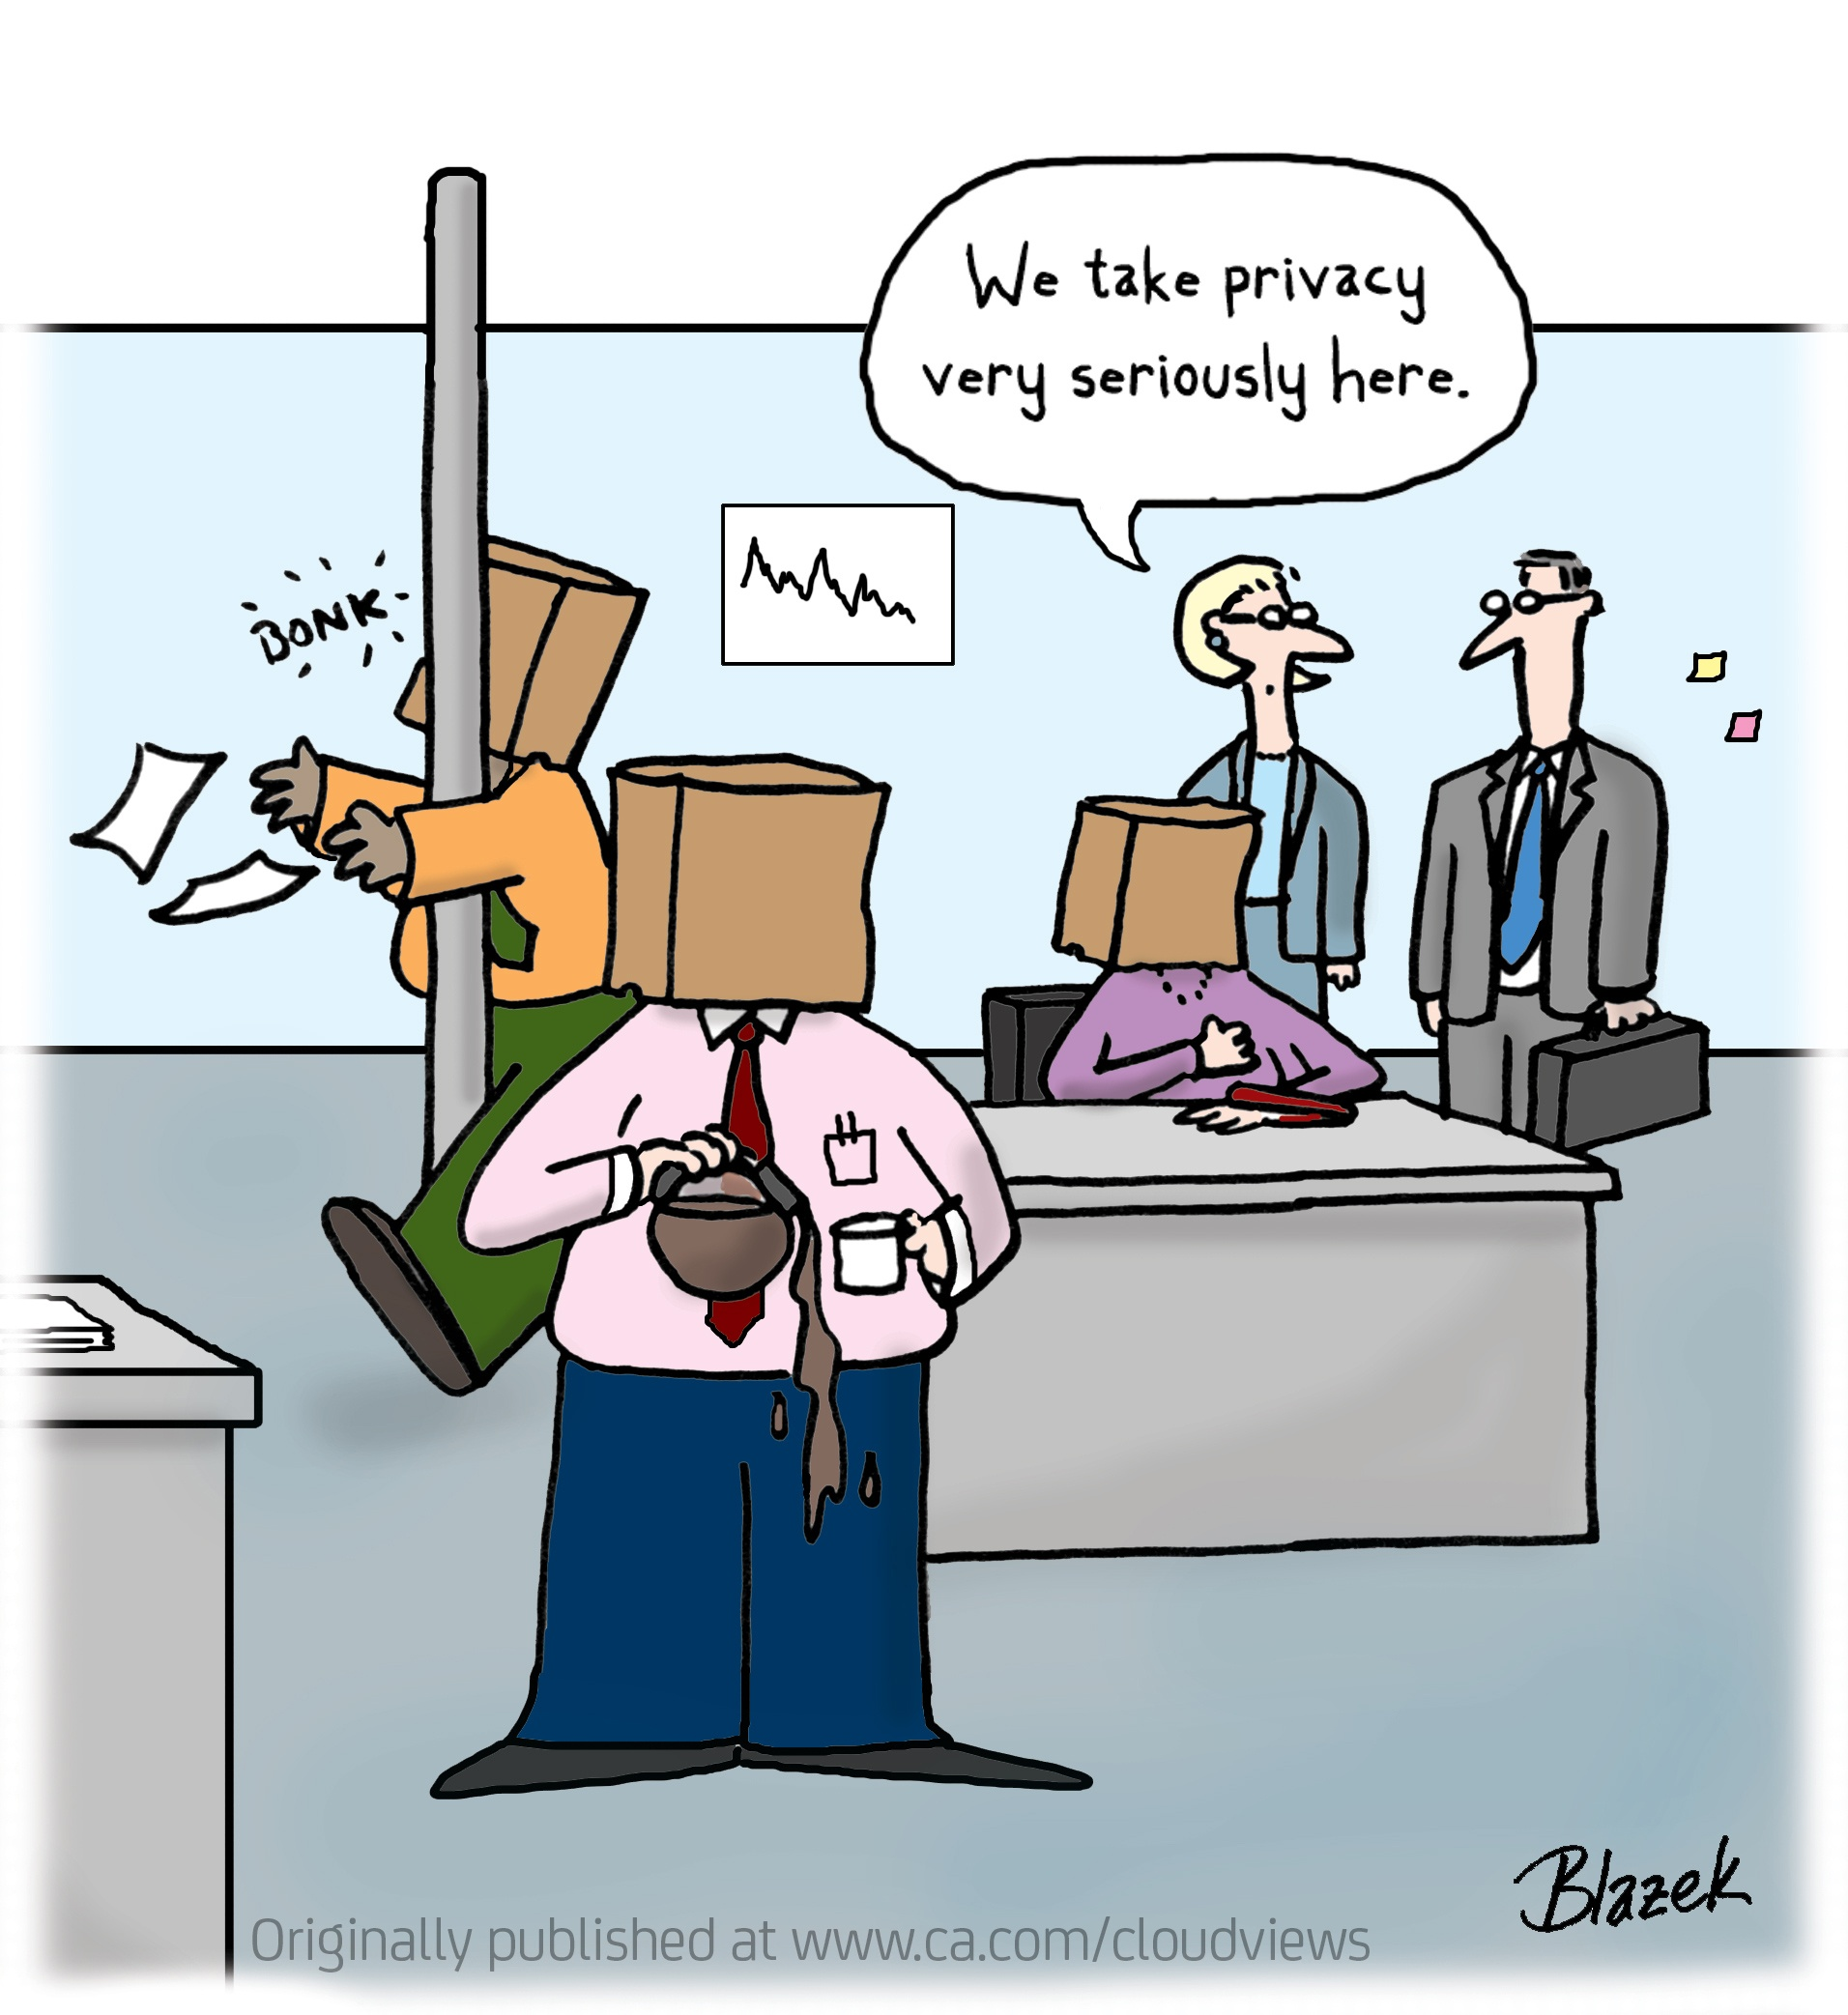 We take privacy
very seriously here.
BONK
Blazek
Originally published at www.ca.com/cloudviews